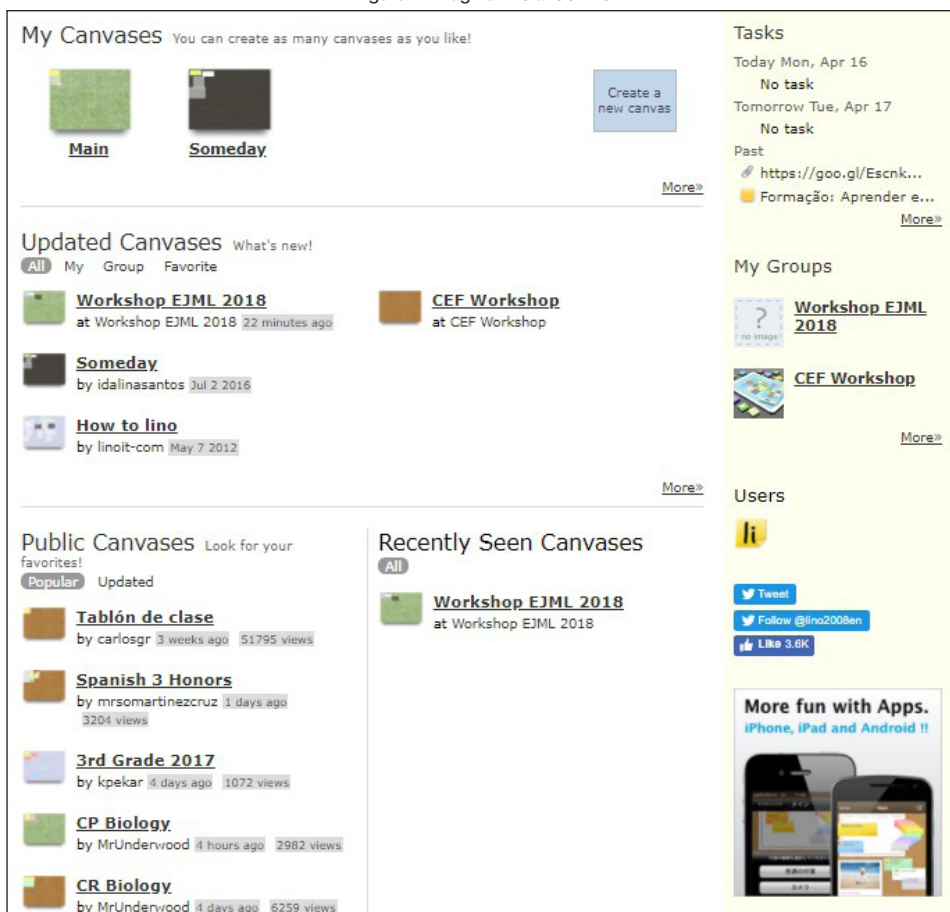 My Canvases You can create as many canvases as you like!
Create a
new canvas
Main
Someday
More»
Updated Canvases What's new!
All My Group Favorite
Workshop EJML 2018
at Workshop EJML 2018 22 minutes ago
CEF Workshop
at CEF Workshop
Someday
by idalinasantos Jul 2 2016
How to lino
by linoit-com May 7 2012
More»
Public Canvases Look for your
favorites!
Popular Updated
Tablón de clase
by carlosgr 3 weeks ago 51795 views
Spanish 3 Honors
by mrsomartinezcruz 1 days ago
3204 views
3rd Grade 2017
by kpekar 4 days ago 1072 views
CP Biology
by MrUnderwood 4 hours ago 2982 views
CR Biology
by MrUnderwood 4 days ago 6259 views
Recently Seen Canvases
All
Workshop EJML 2018
at Workshop EJML 2018
Tasks
Today Mon, Apr 16
No task
Tomorrow Tue, Apr 17
No task
Past
https://goo.gl/Escnk...
Formação: Aprender e...
More»
My Groups
?
no image
Workshop EJML
2018
CEF Workshop
More»
Users
li
Tweet
Follow @lino2008en
Like 3.6K
More fun with Apps.
iPhone, iPad and Android !!
カメラ